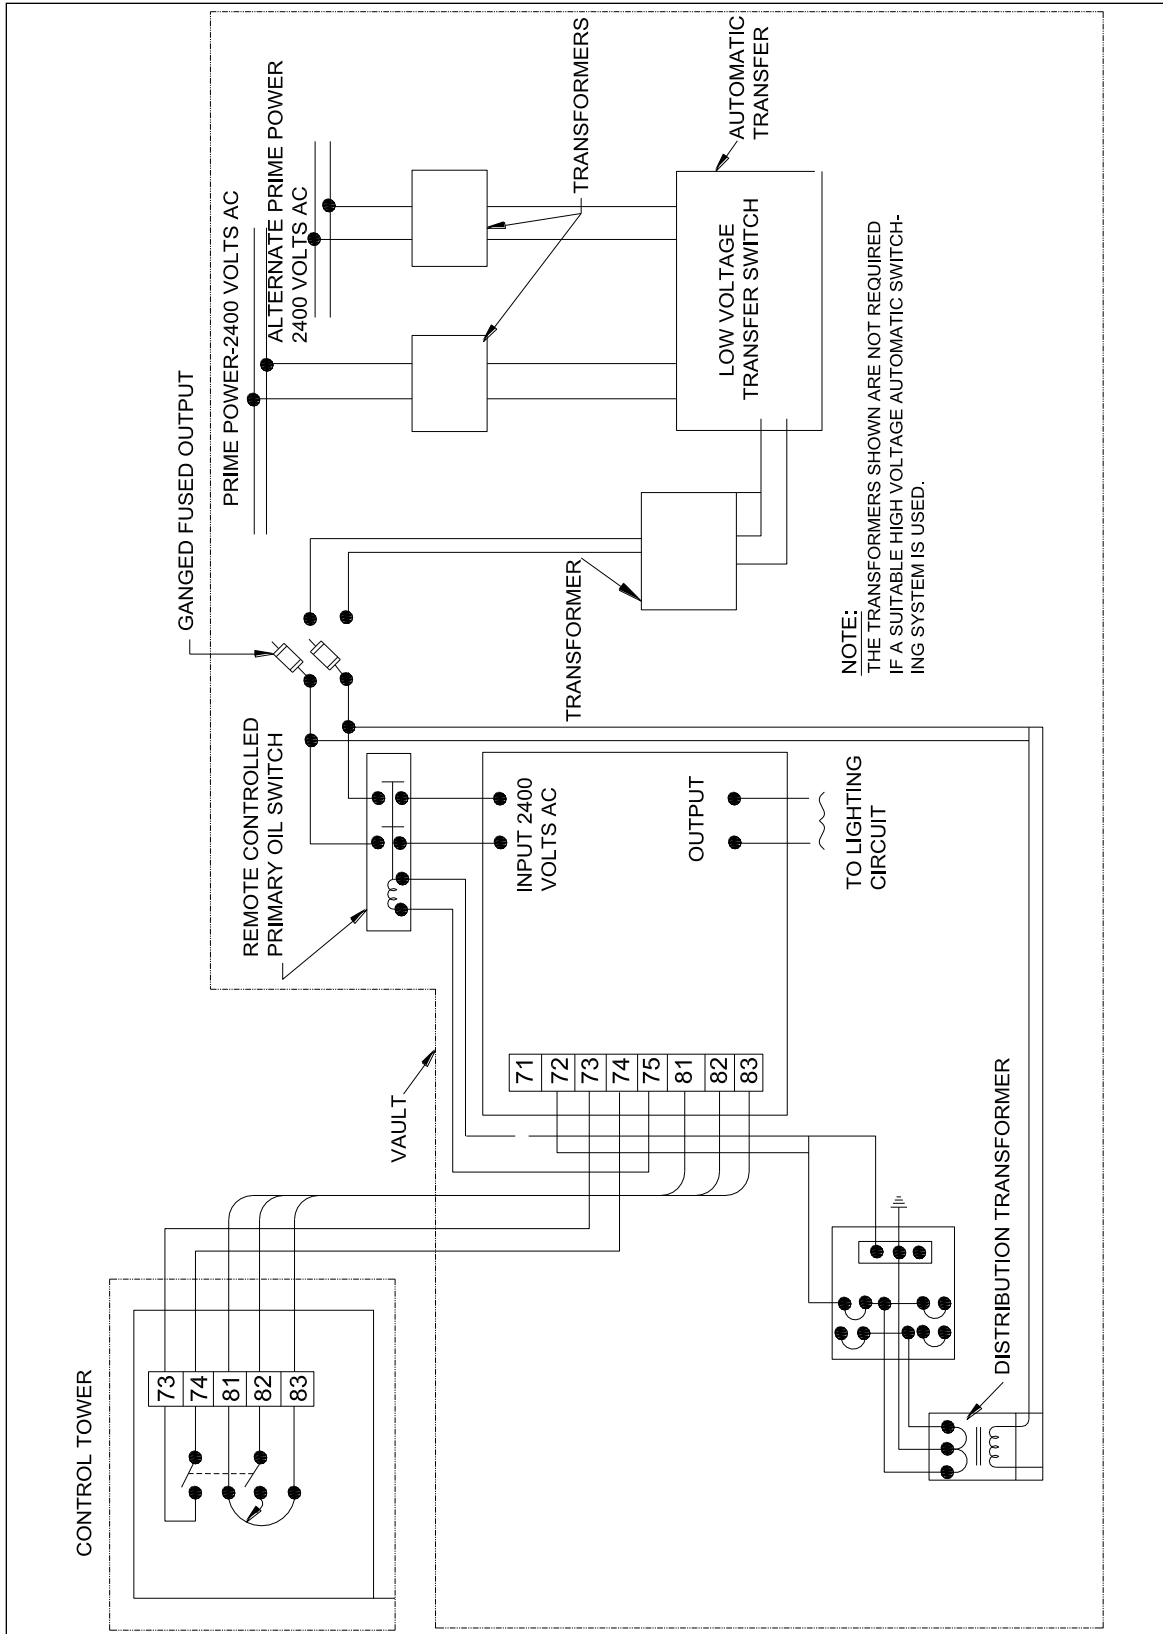 CONTROL TOWER
73
74
81
82
83
VAULT
71
72
73
74
75
81
82
83
REMOTE CONTROLLED
PRIMARY OIL SWITCH
GANGED FUSED OUTPUT
PRIME POWER-2400 VOLTS AC
ALTERNATE PRIME POWER
2400 VOLTS AC
TRANSFORMERS
AUTOMATIC
TRANSFER
LOW VOLTAGE
TRANSFER SWITCH
TRANSFORMER
INPUT 2400
VOLTS AC
OUTPUT
TO LIGHTING
CIRCUIT
DISTRIBUTION TRANSFORMER
NOTE:
THE TRANSFORMERS SHOWN ARE NOT REQUIRED
IF A SUITABLE HIGH VOLTAGE AUTOMATIC SWITCH-
ING SYSTEM IS USED.